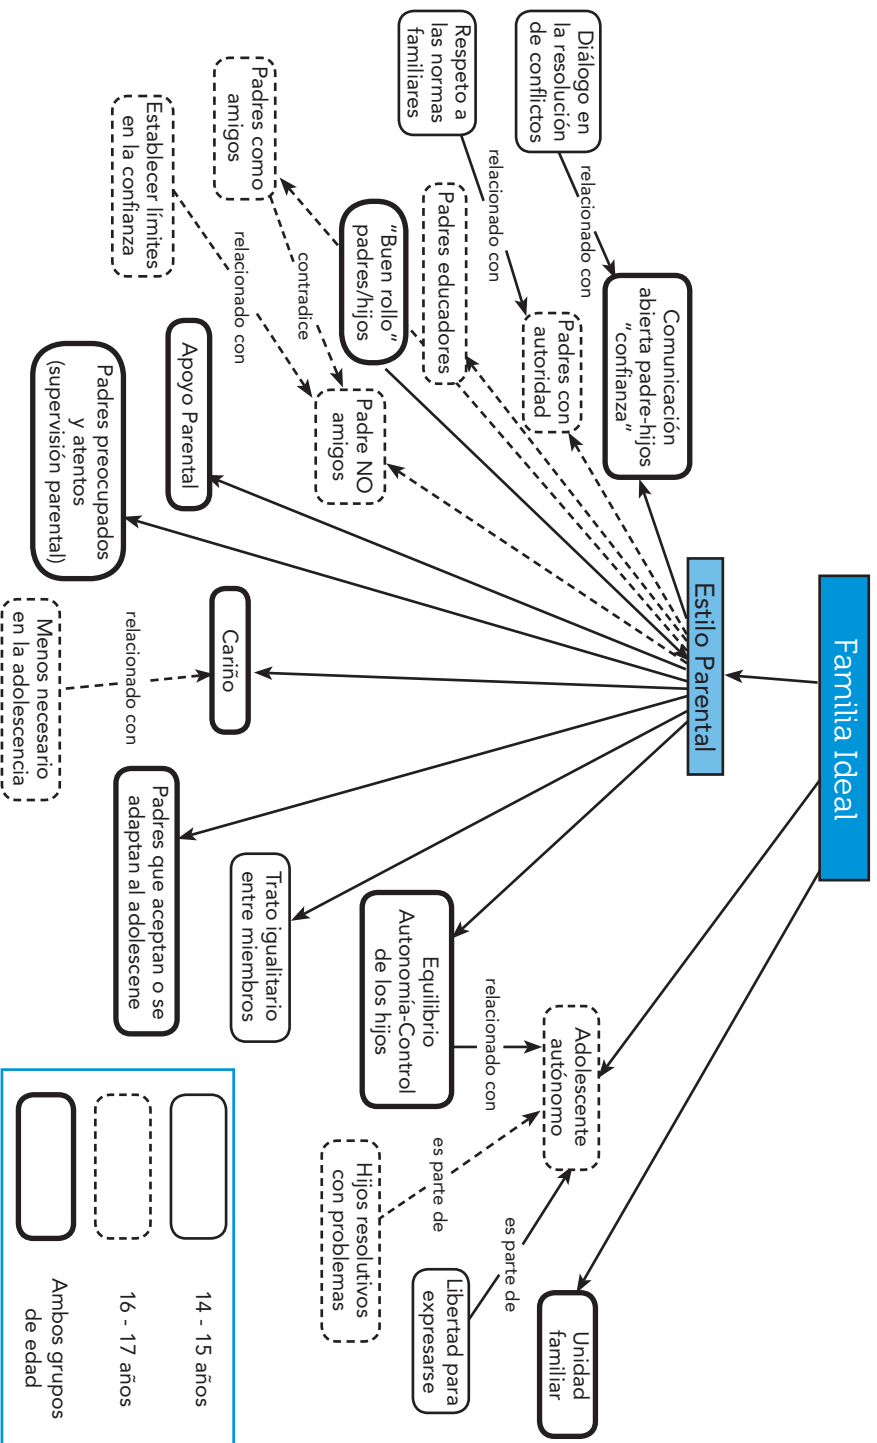 Familia Ideal
Estilo Parental
Diálogo en
la resolución
de conflictos
relacionado con
Comunicación
abierta padre-hijos
“confianza”
Respeto a
las normas
familiares
relacionado con
Padres con
autoridad
Padres educadores
“Buen rollo”
padres/hijos
Padres como
amigos
contradice
Padre NO
amigos
Establecer límites
en la confianza
relacionado con
Apoyo Parental
Padres preocupados
y atentos
(supervisión parental)
Cariño
relacionado con
Menos necesario
en la adolescencia
Padres que aceptan o se
adaptan al adolescene
Trato igualitario
entre miembros
Equilibrio
Autonomía-Control
de los hijos
relacionado con
Adolescente
autónomo
es parte de
Hijos resolutivos
con problemas
es parte de
Libertad para
expresarse
Unidad
familiar
14 - 15 años
16 - 17 años
Ambos grupos
de edad